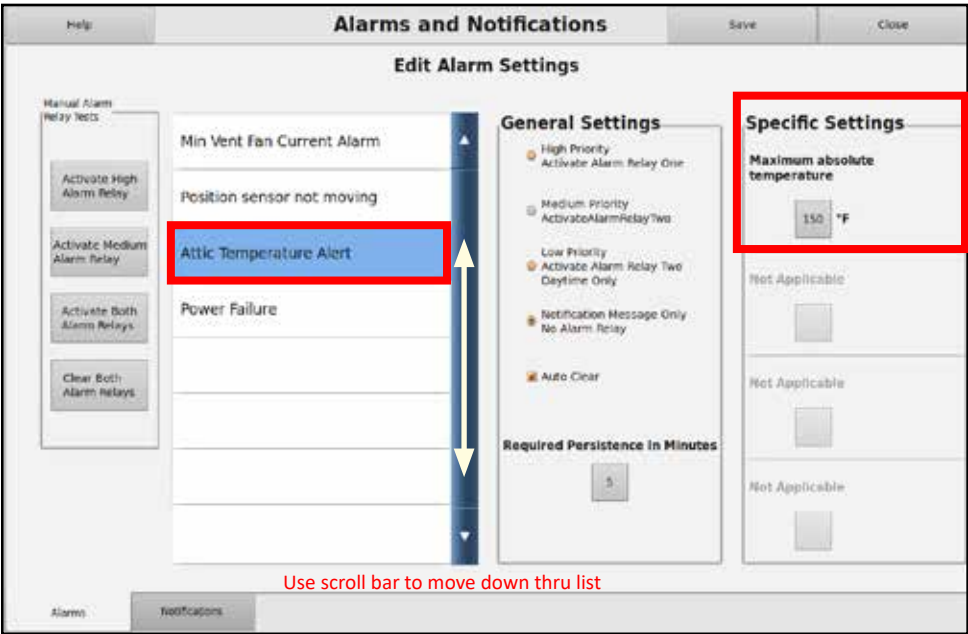 Help
Alarms and Notifications
Save
Close
Edit Alarm Settings
Manual Alarm
Relay Tests
Activate High
Alarm Relay
Activate Medium
Alarm Relay
Activate Both
Alarm Relays
Clear Both
Alarm Relays
Min Vent Fan Current Alarm
Position sensor not moving
Attic Temperature Alert
Power Failure
General Settings
High Priority
Activate Alarm Relay One
Medium Priority
ActivateAlarmRelayTwo
Low Priority
Activate Alarm Relay Two
Daytime Only
Notification Message Only
No Alarm Relay
Auto Clear
Required Persistence in Minutes
5
Specific Settings
Maximum absolute
temperature
150 °F
Not Applicable
Not Applicable
Not Applicable
Use scroll bar to move down thru list
Alarms
Notifications